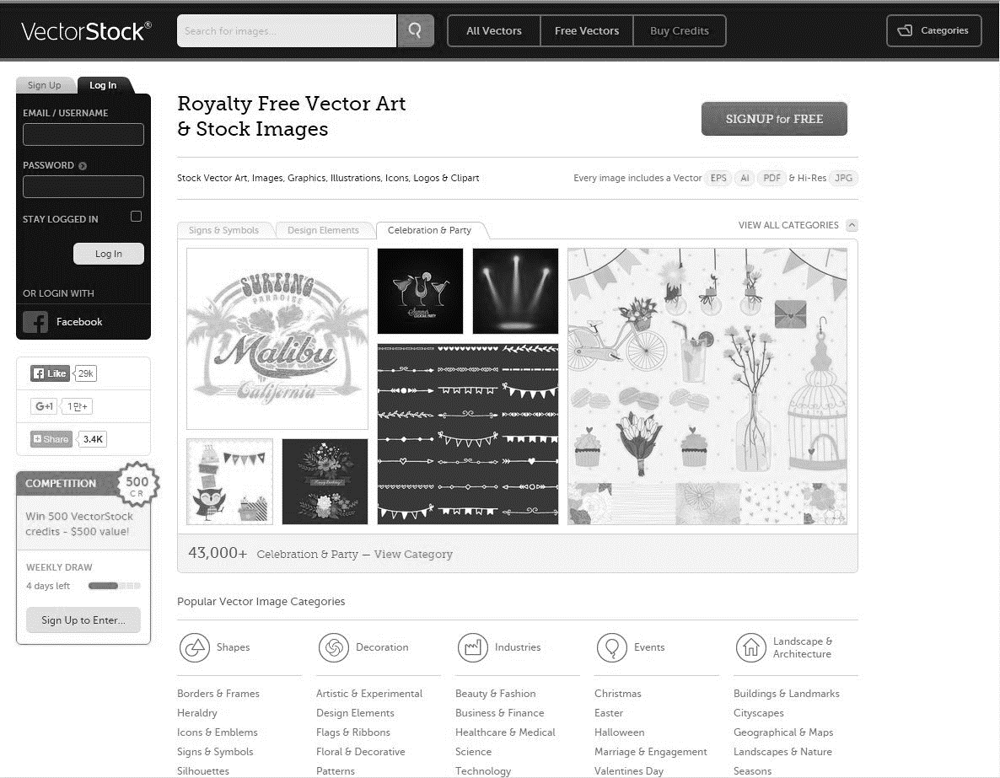 VectorStock®
Search for images...
All Vectors
Free Vectors
Buy Credits
Categories
Sign Up
Log In
EMAIL / USERNAME
PASSWORD
STAY LOGGED IN
Log In
OR LOGIN WITH
Facebook
Like 29k
G+1 1만+
Share 3.4K
COMPETITION
500
CR
Win 500 VectorStock
credits - $500 value!
WEEKLY DRAW
4 days left
Sign Up to Enter...
Royalty Free Vector Art
& Stock Images
SIGNUP for FREE
Stock Vector Art, Images, Graphics, Illustrations, Icons, Logos & Clipart
Every image includes a Vector EPS AI PDF & Hi-Res JPG
Signs & Symbols
Design Elements
Celebration & Party
VIEW ALL CATEGORIES
SURFING
PARADISE
Malibu
California
Summer
COCKTAIL PARTY
43,000+ Celebration & Party — View Category
Popular Vector Image Categories
Shapes
Borders & Frames
Heraldry
Icons & Emblems
Signs & Symbols
Silhouettes
Decoration
Artistic & Experimental
Design Elements
Flags & Ribbons
Floral & Decorative
Patterns
Industries
Beauty & Fashion
Business & Finance
Healthcare & Medical
Science
Technology
Events
Christmas
Easter
Halloween
Marriage & Engagement
Valentines Day
Landscape &
Architecture
Buildings & Landmarks
Cityscapes
Geographical & Maps
Landscapes & Nature
Seasons